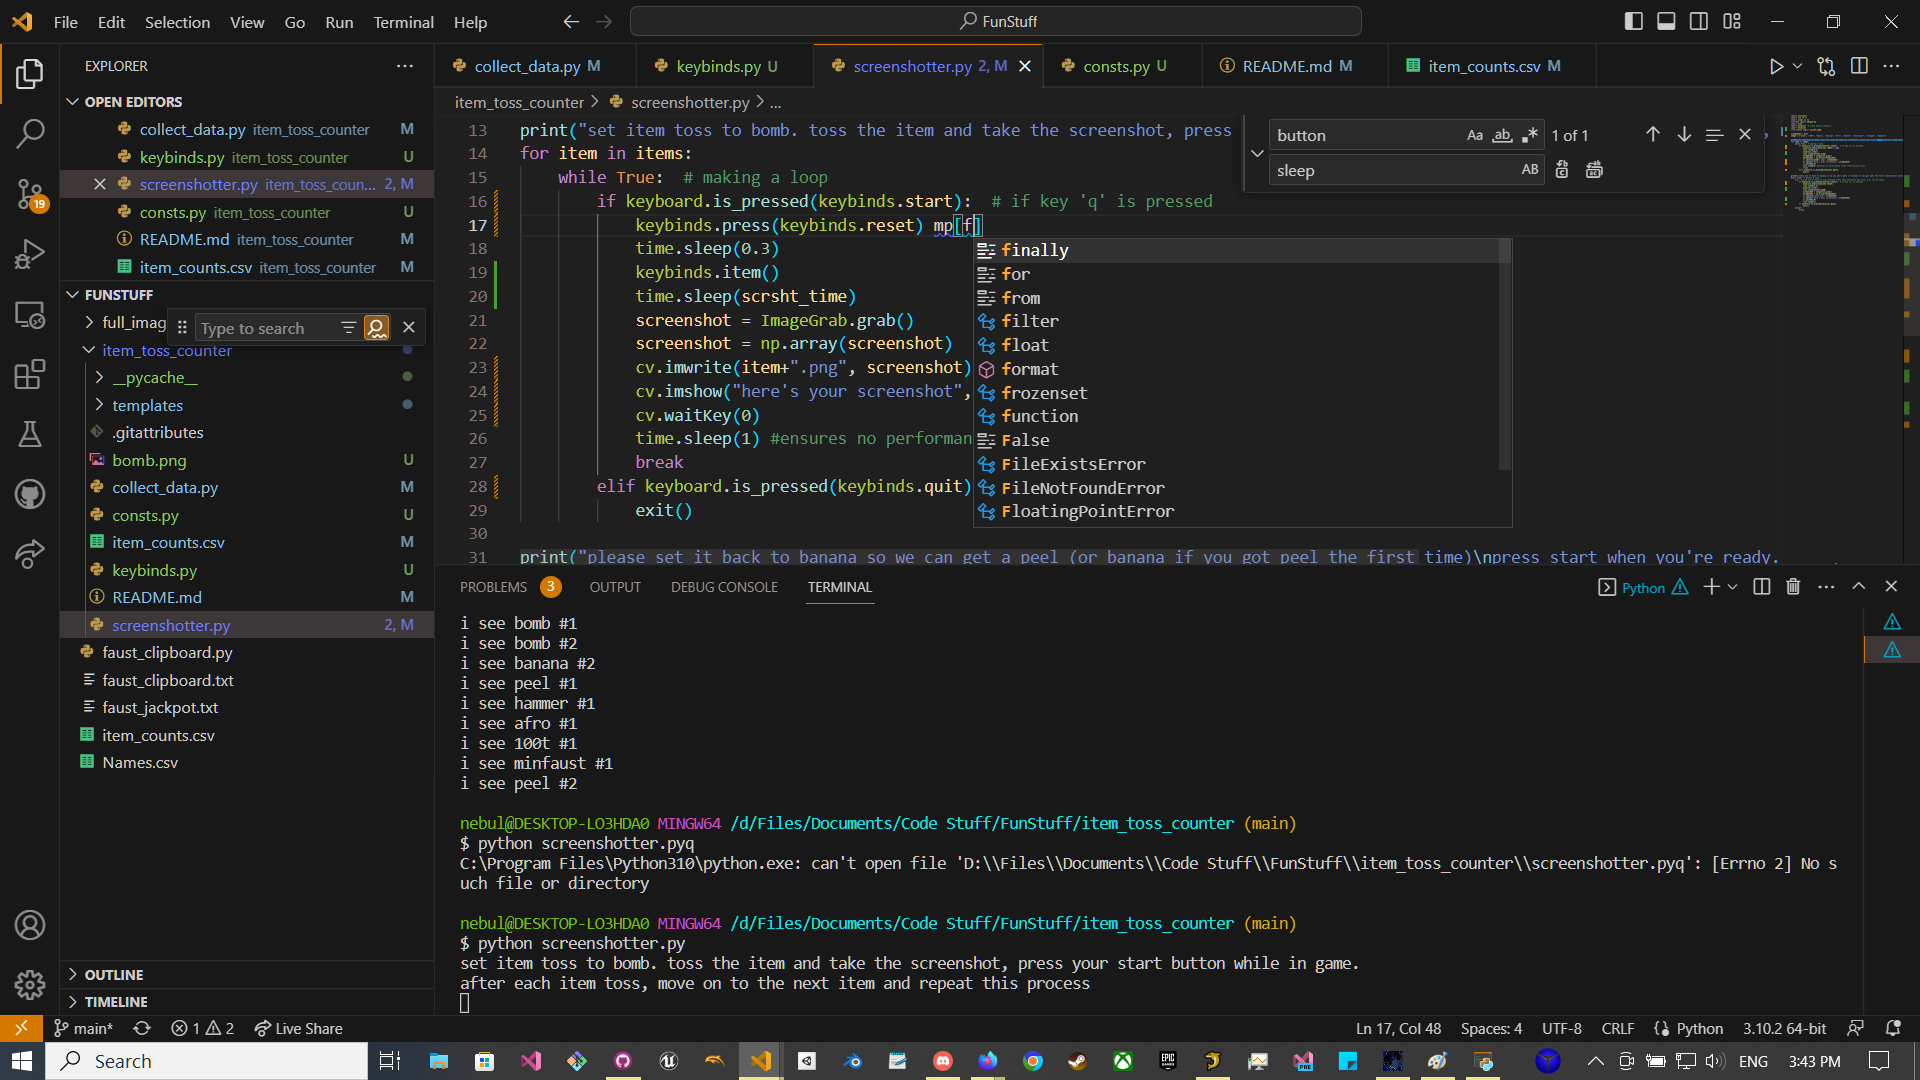 File Edit Selection View Go Run Terminal Help
FunStuff
EXPLORER
OPEN EDITORS
collect_data.py item_toss_counter M
keybinds.py item_toss_counter U
screenshotter.py item_toss_coun... 2, M
consts.py item_toss_counter U
README.md item_toss_counter M
item_counts.csv item_toss_counter M
FUNSTUFF
full_imag
Type to search
item_toss_counter
__pycache__
templates
.gitattributes
bomb.png U
collect_data.py M
consts.py U
item_counts.csv M
keybinds.py U
README.md M
screenshotter.py 2, M
faust_clipboard.py
faust_clipboard.txt
faust_jackpot.txt
item_counts.csv
Names.csv
OUTLINE
TIMELINE
19
collect_data.py M
keybinds.py U
screenshotter.py 2, M
consts.py U
README.md M
item_counts.csv M
item_toss_counter > screenshotter.py > ...
button
Aa ab
1 of 1
sleep
AB
13 print("set item toss to bomb. toss the item and take the screenshot, press
14 for item in items:
15 while True: # making a loop
16 if keyboard.is_pressed(keybinds.start): # if key 'q' is pressed
17 keybinds.press(keybinds.reset) mp[f]
18 time.sleep(0.3)
19 keybinds.item()
20 time.sleep(scrsht_time)
21 screenshot = ImageGrab.grab()
22 screenshot = np.array(screenshot)
23 cv.imwrite(item+".png", screenshot)
24 cv.imshow("here's your screenshot",
25 cv.waitKey(0)
26 time.sleep(1) #ensures no performan
27 break
28 elif keyboard.is_pressed(keybinds.quit)
29 exit()
30
31 print("please set it back to banana so we can get a peel (or banana if you got peel the first time)\npress start when you're ready.
finally
for
from
filter
float
format
frozenset
function
False
FileExistsError
FileNotFoundError
FloatingPointError
PROBLEMS 3 OUTPUT DEBUG CONSOLE TERMINAL
Python
i see bomb #1
i see bomb #2
i see banana #2
i see peel #1
i see hammer #1
i see afro #1
i see 100t #1
i see minfaust #1
i see peel #2
nebul@DESKTOP-LO3HDA0 MINGW64 /d/Files/Documents/Code Stuff/FunStuff/item_toss_counter (main)
$ python screenshotter.pyq
C:\Program Files\Python310\python.exe: can't open file 'D:\\Files\\Documents\\Code Stuff\\FunStuff\\item_toss_counter\\screenshotter.pyq': [Errno 2] No s
uch file or directory
nebul@DESKTOP-LO3HDA0 MINGW64 /d/Files/Documents/Code Stuff/FunStuff/item_toss_counter (main)
$ python screenshotter.py
set item toss to bomb. toss the item and take the screenshot, press your start button while in game.
after each item toss, move on to the next item and repeat this process
main* 1 2 Live Share
Ln 17, Col 48 Spaces: 4 UTF-8 CRLF Python 3.10.2 64-bit
Search
ENG 3:43 PM